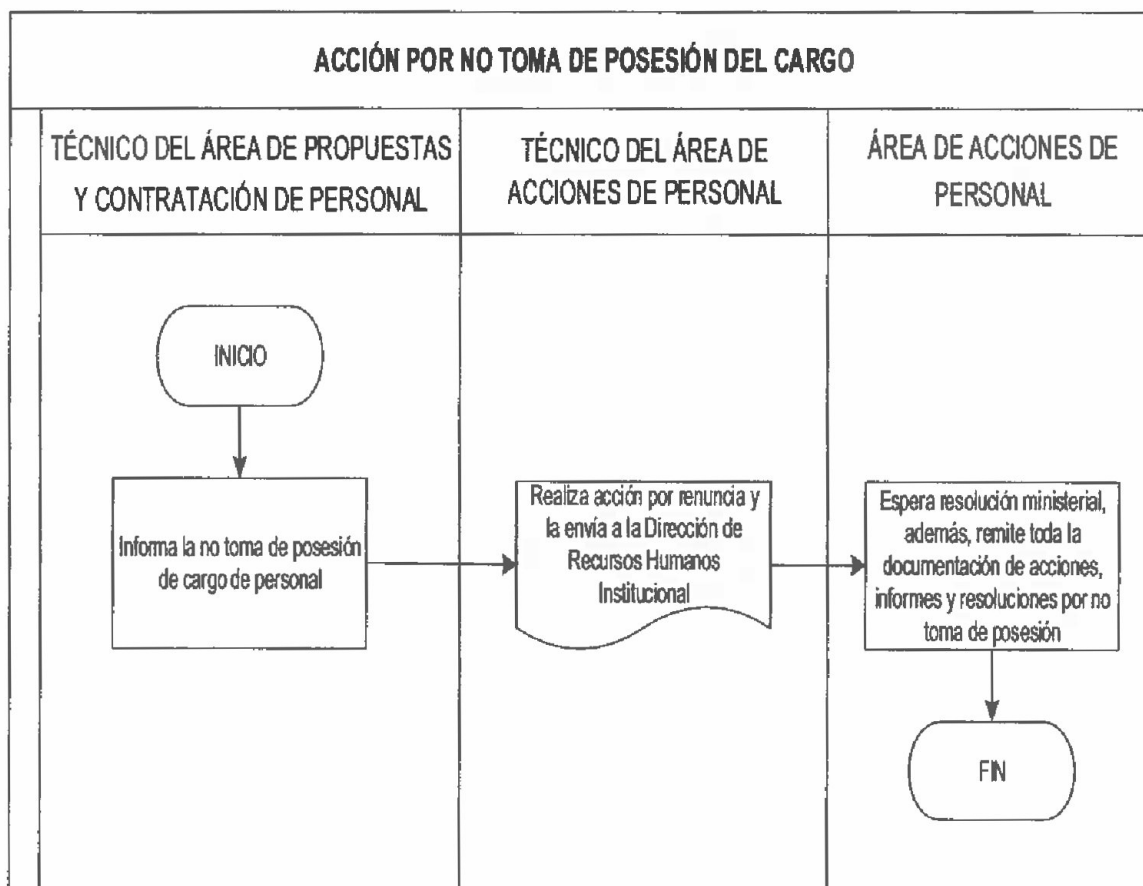 ACCIÓN POR NO TOMA DE POSESIÓN DEL CARGO
TÉCNICO DEL ÁREA DE PROPUESTAS
Y CONTRATACIÓN DE PERSONAL
TÉCNICO DEL ÁREA DE
ACCIONES DE PERSONAL
ÁREA DE ACCIONES DE
PERSONAL
INICIO
Informa la no toma de posesión
de cargo de personal
Realiza acción por renuncia y
la envía a la Dirección de
Recursos Humanos
Institucional
Espera resolución ministerial,
además, remite toda la
documentación de acciones,
informes y resoluciones por no
toma de posesión
FIN